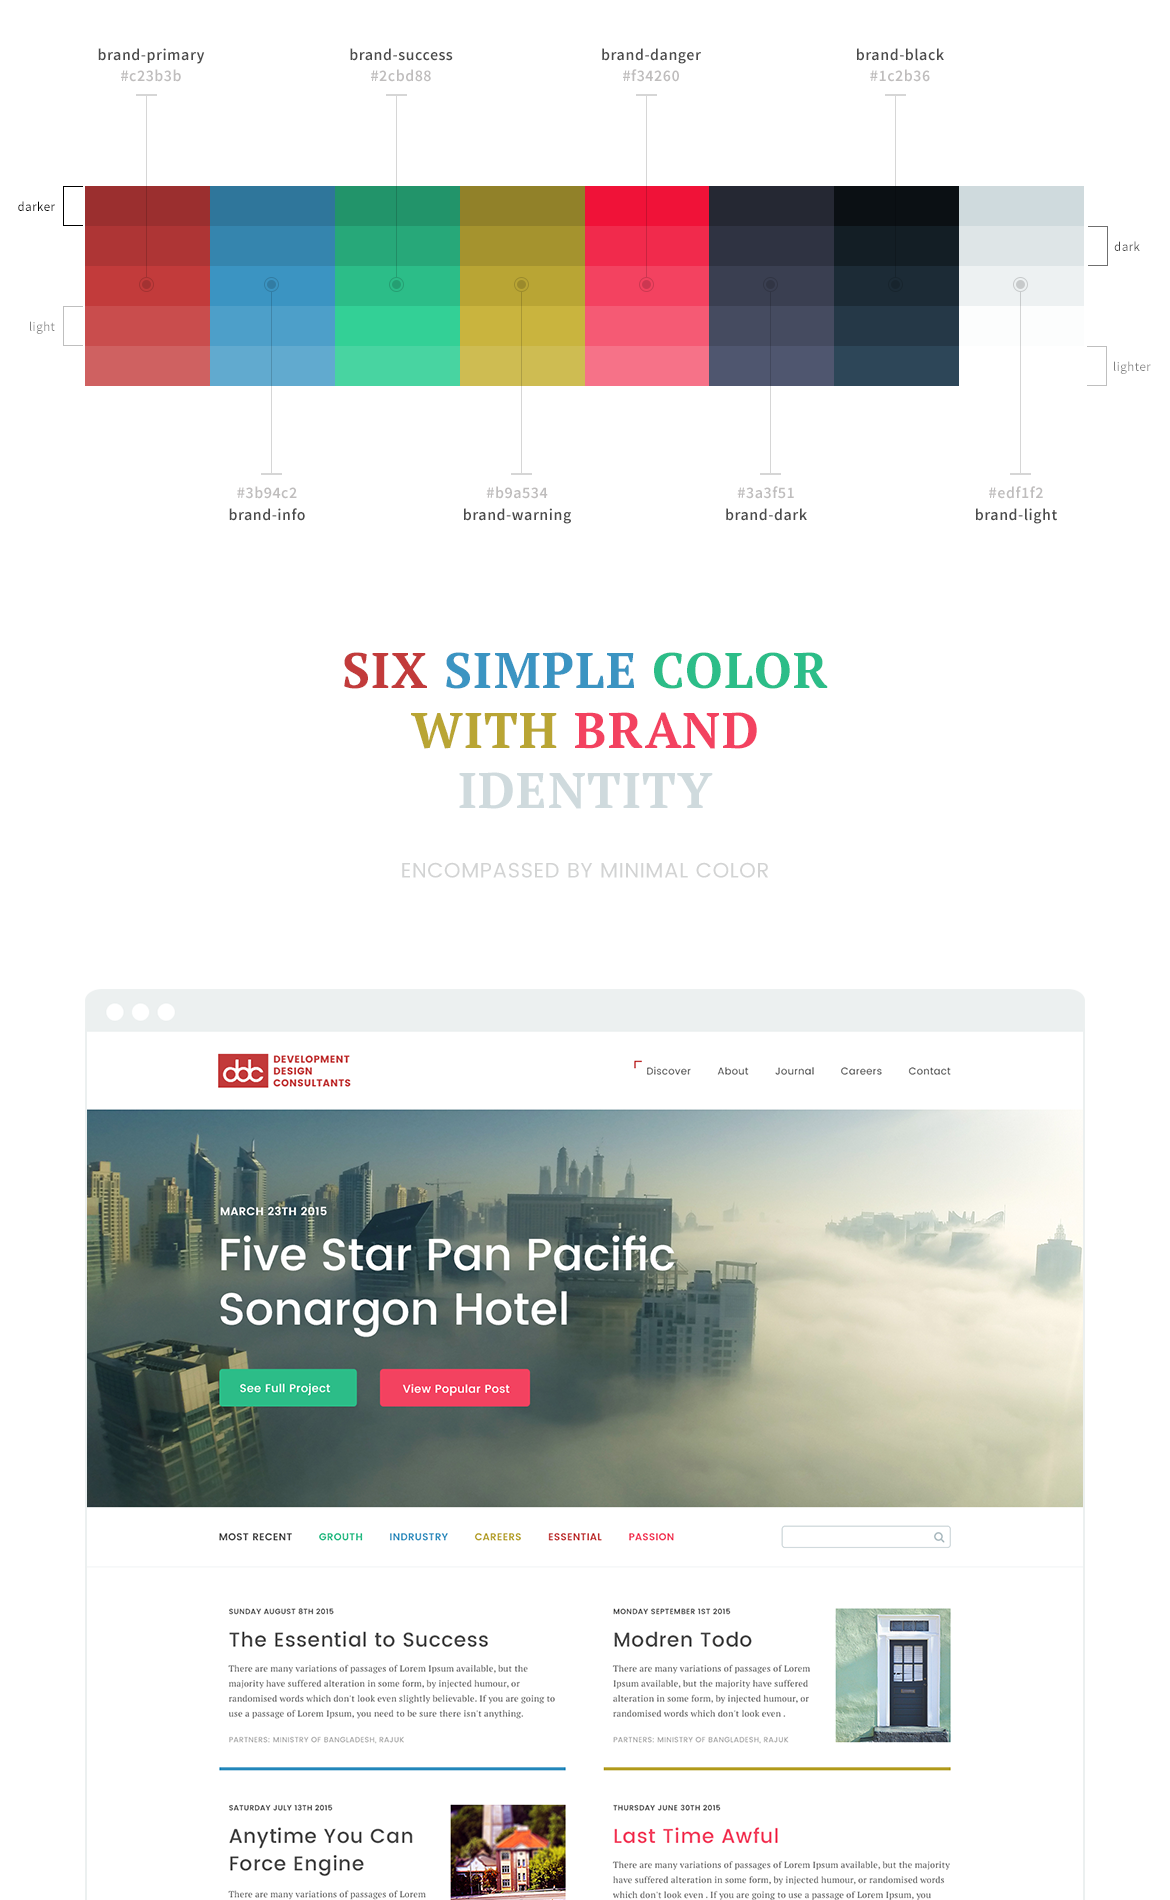 brand-primary
#c23b3b
brand-success
#2cbd88
brand-danger
#f34260
brand-black
#1c2b36
darker
dark
light
lighter
#3b94c2
brand-info
#b9a534
brand-warning
#3a3f51
brand-dark
#edf1f2
brand-light
SIX SIMPLE COLOR
WITH BRAND
IDENTITY
ENCOMPASSED BY MINIMAL COLOR
ddc
DEVELOPMENT
DESIGN
CONSULTANTS
Discover About Journal Careers Contact
MARCH 23TH 2015
Five Star Pan Pacific
Sonargon Hotel
See Full Project View Popular Post
MOST RECENT GROUTH INDRUSTRY CAREERS ESSENTIAL PASSION
SUNDAY AUGUST 8TH 2015
The Essential to Success
There are many variations of passages of Lorem Ipsum available, but the
majority have suffered alteration in some form, by injected humour, or
randomised words which don't look even slightly believable. If you are going to
use a passage of Lorem Ipsum, you need to be sure there isn't anything.
PARTNERS: MINISTRY OF BANGLADESH, RAJUK
MONDAY SEPTEMBER 1ST 2015
Modren Todo
There are many variations of passages of Lorem
Ipsum available, but the majority have suffered
alteration in some form, by injected humour, or
randomised words which don't look even .
PARTNERS: MINISTRY OF BANGLADESH, RAJUK
SATURDAY JULY 13TH 2015
Anytime You Can
Force Engine
There are many variations of passages of Lorem
THURSDAY JUNE 30TH 2015
Last Time Awful
There are many variations of passages of Lorem Ipsum available, but the majority
have suffered alteration in some form, by injected humour, or randomised words
which don't look even . If you are going to use a passage of Lorem Ipsum, you